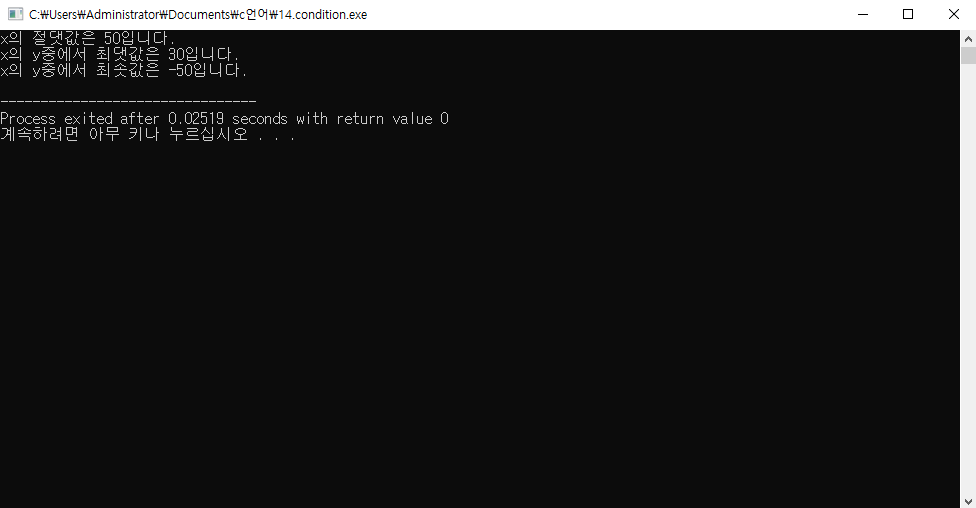 C:₩Users₩Administrator₩Documents₩c언어₩14.condition.exe
x의 절댓값은 50입니다.
x의 y중에서 최댓값은 30입니다.
x의 y중에서 최솟값은 -50입니다.
--------------------------------
Process exited after 0.02519 seconds with return value 0
계속하려면 아무 키나 누르십시오 . . .